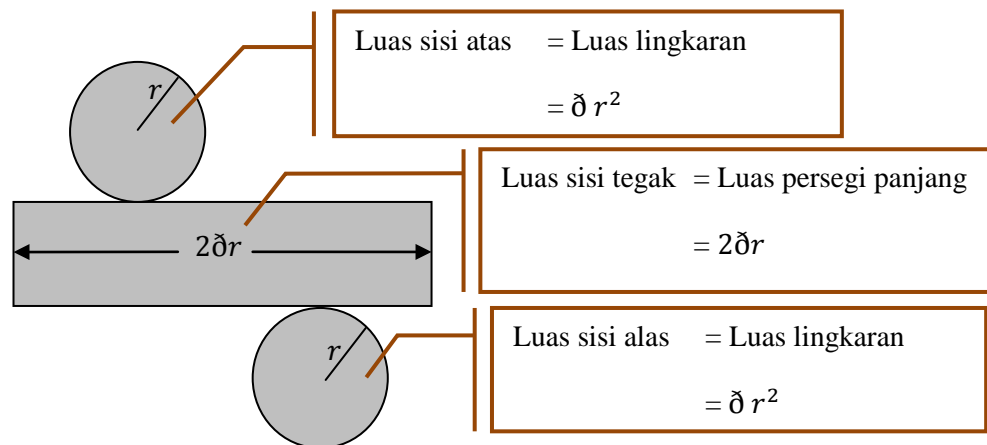 Luas sisi atas = Luas lingkaran
= ð r²
r
Luas sisi tegak = Luas persegi panjang
= 2ðr
2ðr
Luas sisi alas = Luas lingkaran
= ð r²
r